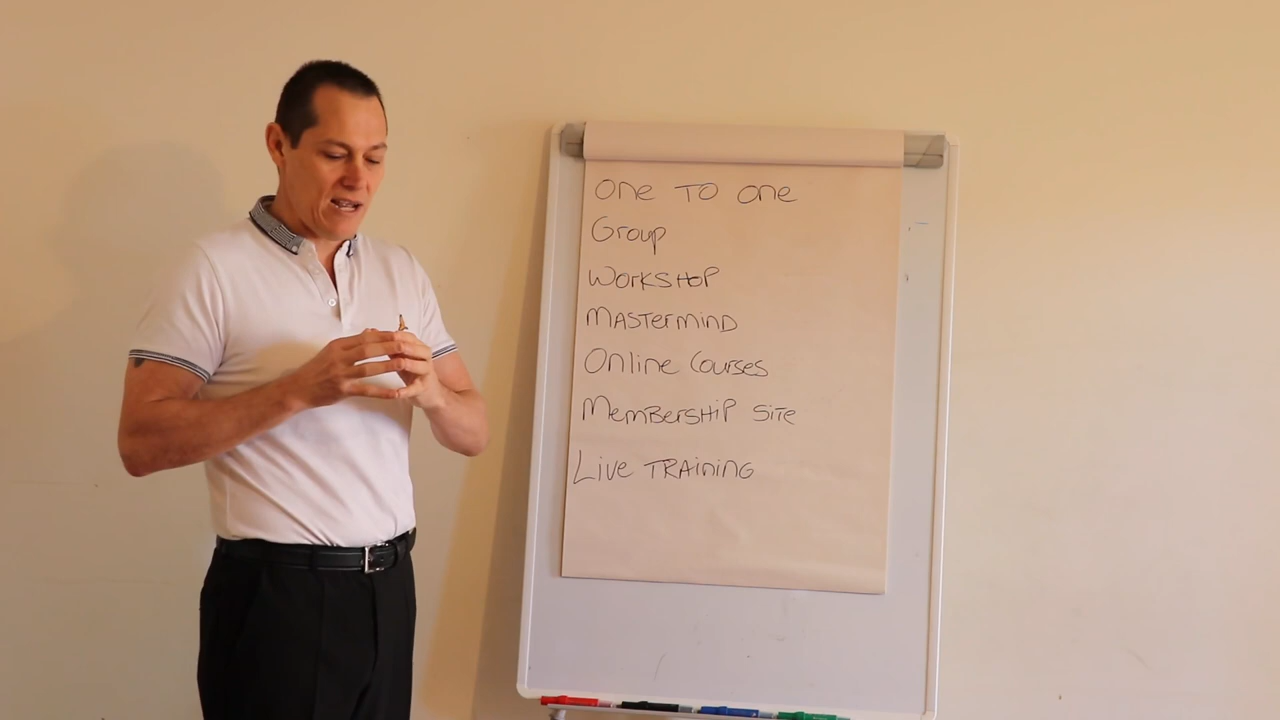 One To One
Group
Workshop
Mastermind
Online Courses
Membership Site
Live Training